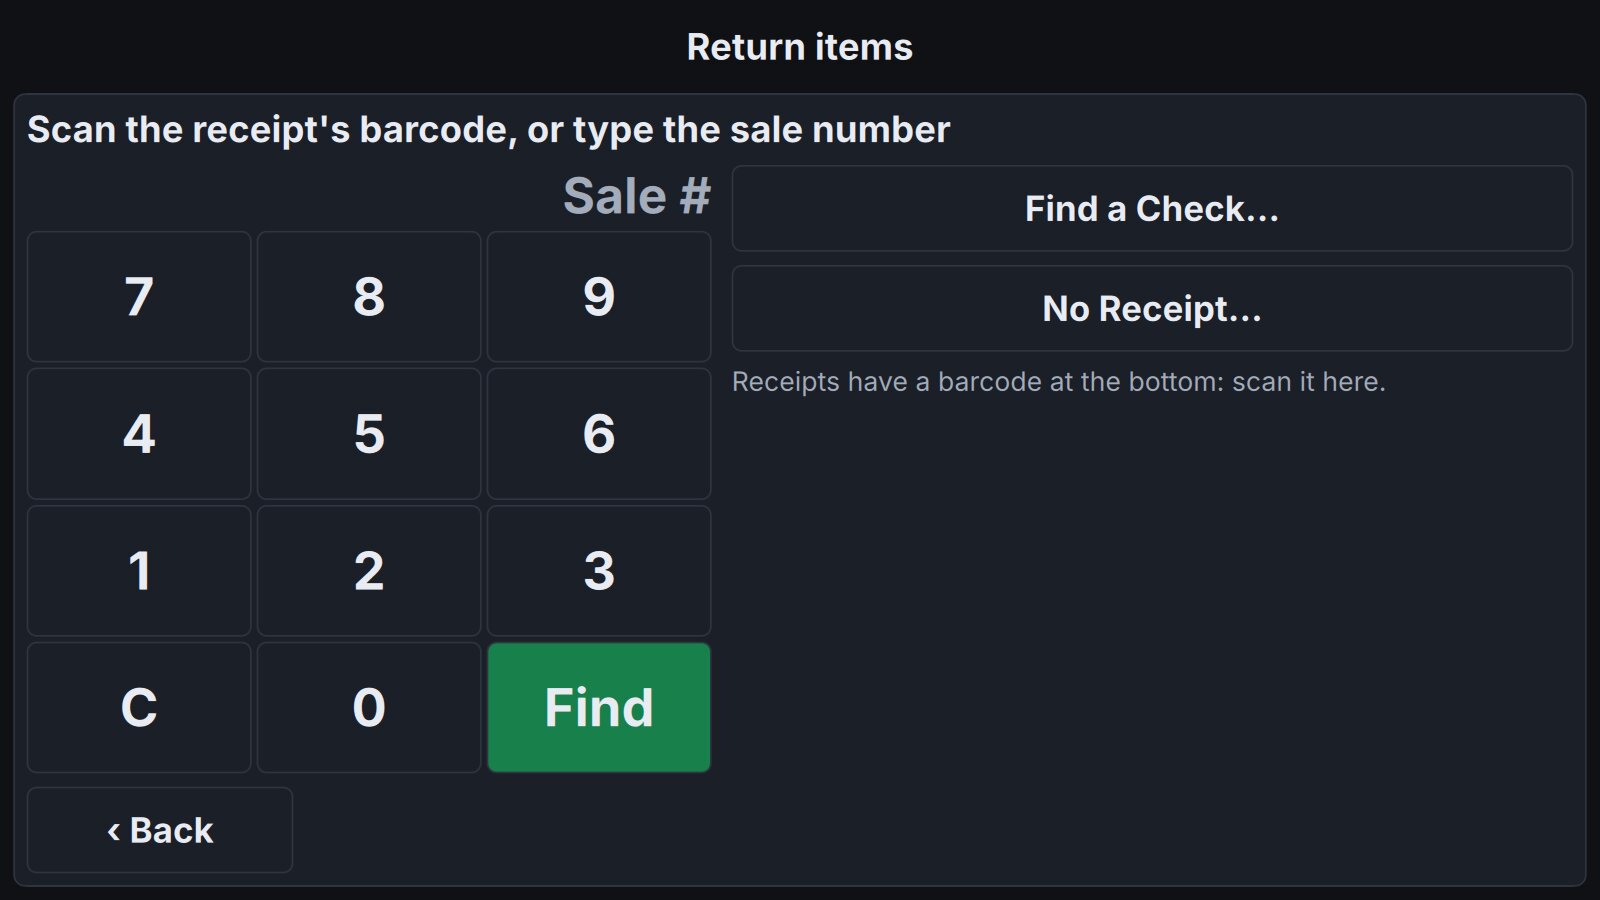 Return items
Scan the receipt's barcode, or type the sale number
Sale #
7 8 9
4 5 6
1 2 3
C 0 Find
Find a Check...
No Receipt...
Receipts have a barcode at the bottom: scan it here.
‹ Back